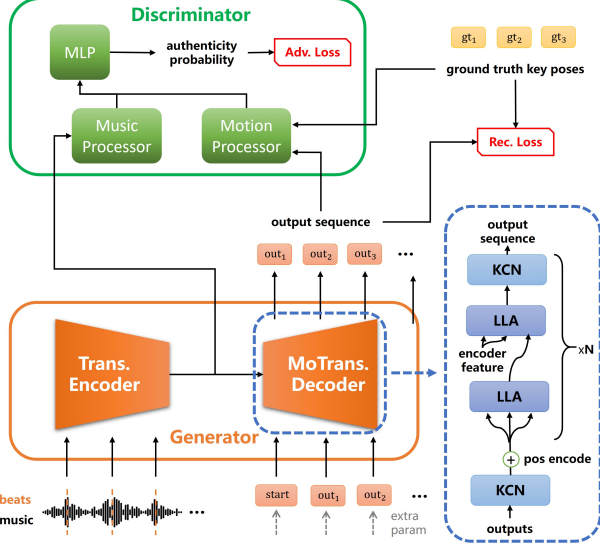 Discriminator
MLP
authenticity
probability
Adv. Loss
gt₁
gt₂
gt₃
ground truth key poses
Music
Processor
Motion
Processor
Rec. Loss
output sequence
out₁
out₂
out₃
...
Trans.
Encoder
MoTrans.
Decoder
Generator
beats
music
...
start
out₁
out₂
...
extra
param
output
sequence
KCN
LLA
encoder
feature
×N
LLA
+
pos encode
KCN
outputs